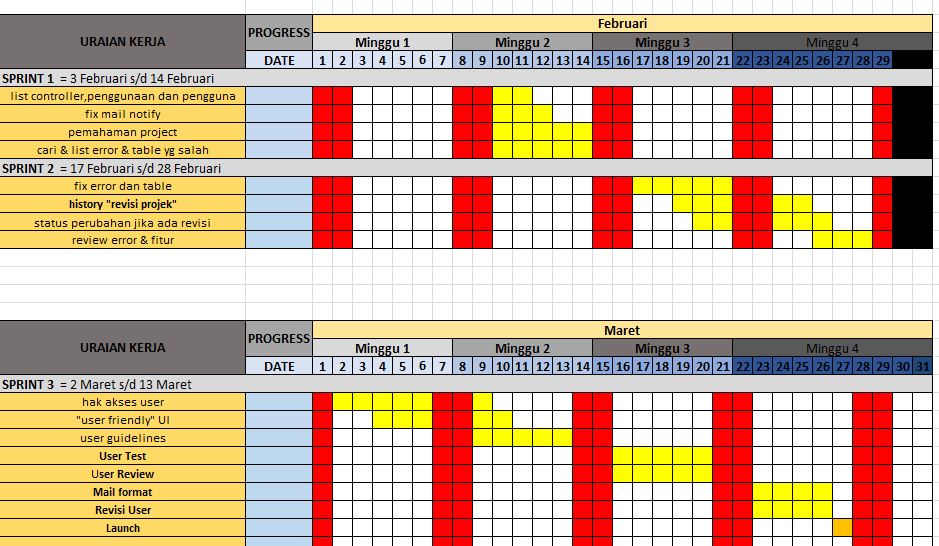 Februari
URAIAN KERJA PROGRESS
Minggu 1 Minggu 2 Minggu 3 Minggu 4
DATE 1 2 3 4 5 6 7 8 9 10 11 12 13 14 15 16 17 18 19 20 21 22 23 24 25 26 27 28 29
SPRINT 1 = 3 Februari s/d 14 Februari
list controller,penggunaan dan pengguna
fix mail notify
pemahaman project
cari & list error & table yg salah
SPRINT 2 = 17 Februari s/d 28 Februari
fix error dan table
history "revisi projek"
status perubahan jika ada revisi
review error & fitur
Maret
URAIAN KERJA PROGRESS
Minggu 1 Minggu 2 Minggu 3 Minggu 4
DATE 1 2 3 4 5 6 7 8 9 10 11 12 13 14 15 16 17 18 19 20 21 22 23 24 25 26 27 28 29 30 31
SPRINT 3 = 2 Maret s/d 13 Maret
hak akses user
"user friendly" UI
user guidelines
User Test
User Review
Mail format
Revisi User
Launch